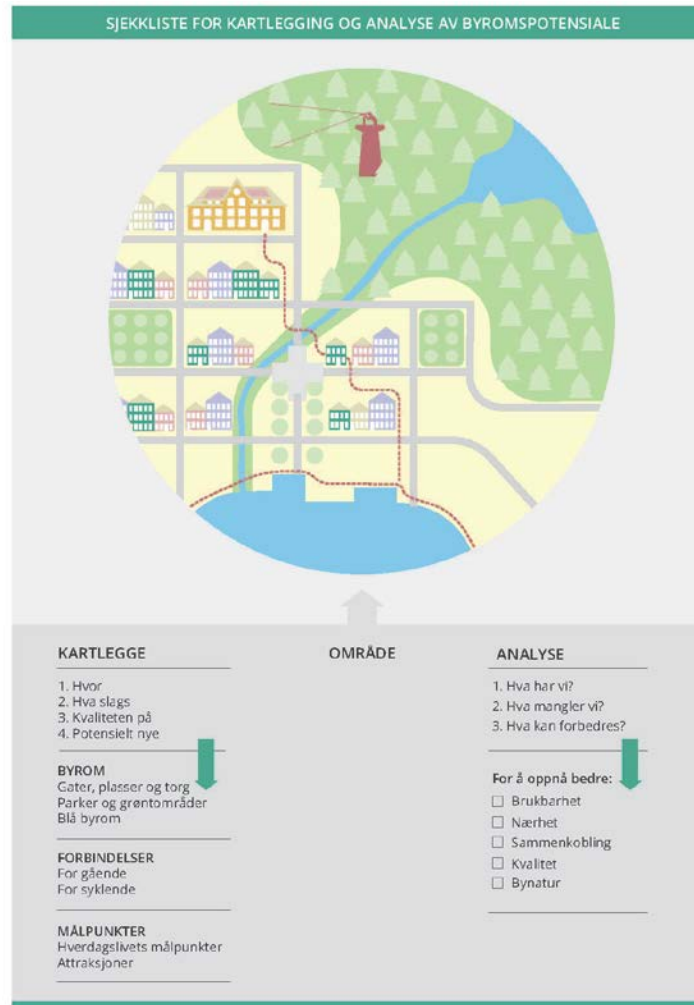 SJEKKLISTE FOR KARTLEGGING OG ANALYSE AV BYROMSPOTENSIALE
KARTLEGGE
1. Hvor
2. Hva slags
3. Kvaliteten på
4. Potensielt nye
BYROM
Gater, plasser og torg
Parker og grøntområder
Blå byrom
FORBINDELSER
For gående
For syklende
MÅLPUNKTER
Hverdagslivets målpunkter
Attraksjoner
OMRÅDE
ANALYSE
1. Hva har vi?
2. Hva mangler vi?
3. Hva kan forbedres?
For å oppnå bedre:
Brukbarhet
Nærhet
Sammenkobling
Kvalitet
Bynatur